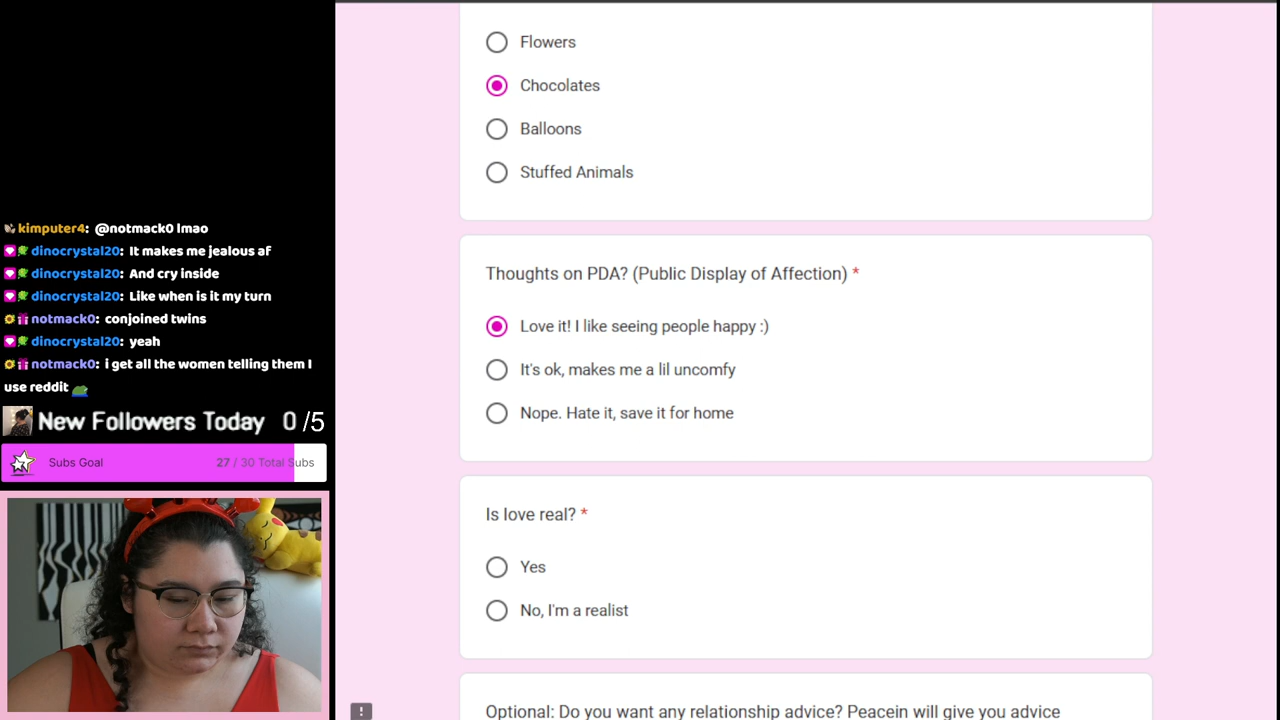 Flowers
Chocolates
Balloons
Stuffed Animals
kimputer4: @notmack0 lmao
dinocrystal20: It makes me jealous af
dinocrystal20: And cry inside
dinocrystal20: Like when is it my turn
notmack0: conjoined twins
dinocrystal20: yeah
notmack0: i get all the women telling them I
use reddit
New Followers Today 0 /5
Subs Goal 27 / 30 Total Subs
Thoughts on PDA? (Public Display of Affection) *
Love it! I like seeing people happy :)
It's ok, makes me a lil uncomfy
Nope. Hate it, save it for home
Is love real? *
Yes
No, I'm a realist
Optional: Do you want any relationship advice? Peacein will give you advice